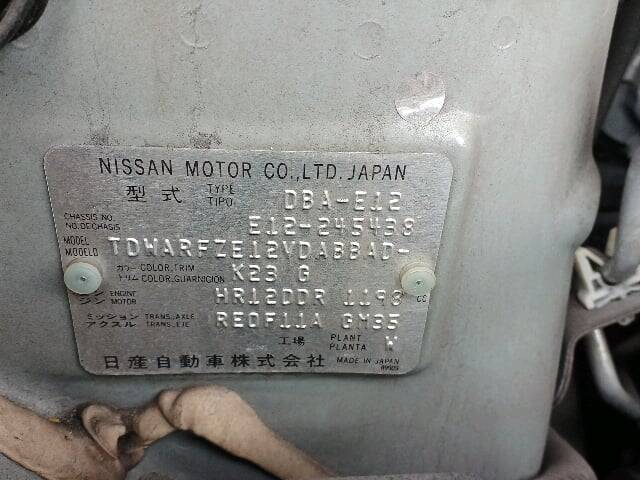 NISSAN MOTOR CO.,LTD. JAPAN
型式 TYPE TIPO DBA-E12
CHASSIS NO. NO.DECHASIS E12-245438
MODEL MODELO TDWARFZE12VDABBAD-
カラー COLOR,TRIM トリム COLOR,GUARNICION K23 G
ジン ENGINE ジン MOTOR HR12DDR 1198 CC
ミッション TRANS.AXLE アクスル TRANS.EJE RE0F11A GM35
工場 PLANT PLANTA W
日産自動車株式会社 MADE IN JAPAN